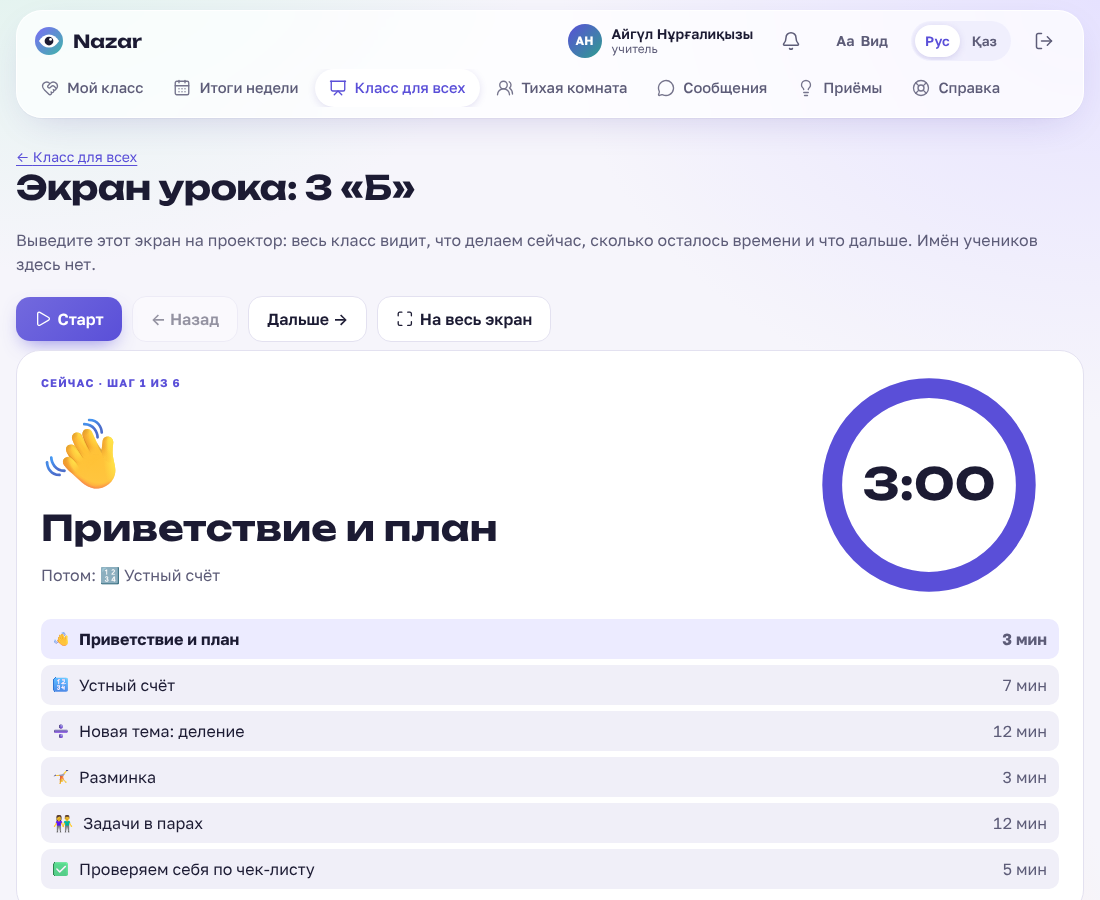 Nazar
АН
Айгүл Нұрғалиқызы
учитель
Аа Вид
Рус
Қаз
Мой класс
Итоги недели
Класс для всех
Тихая комната
Сообщения
Приёмы
Справка
← Класс для всех
Экран урока: 3 «Б»
Выведите этот экран на проектор: весь класс видит, что делаем сейчас, сколько осталось времени и что дальше. Имён учеников
здесь нет.
Старт
← Назад
Дальше →
На весь экран
СЕЙЧАС · ШАГ 1 ИЗ 6
3:00
Приветствие и план
Потом: 🔢 Устный счёт
👋 Приветствие и план 3 мин
🔢 Устный счёт 7 мин
➗ Новая тема: деление 12 мин
🤸 Разминка 3 мин
👫 Задачи в парах 12 мин
✅ Проверяем себя по чек-листу 5 мин